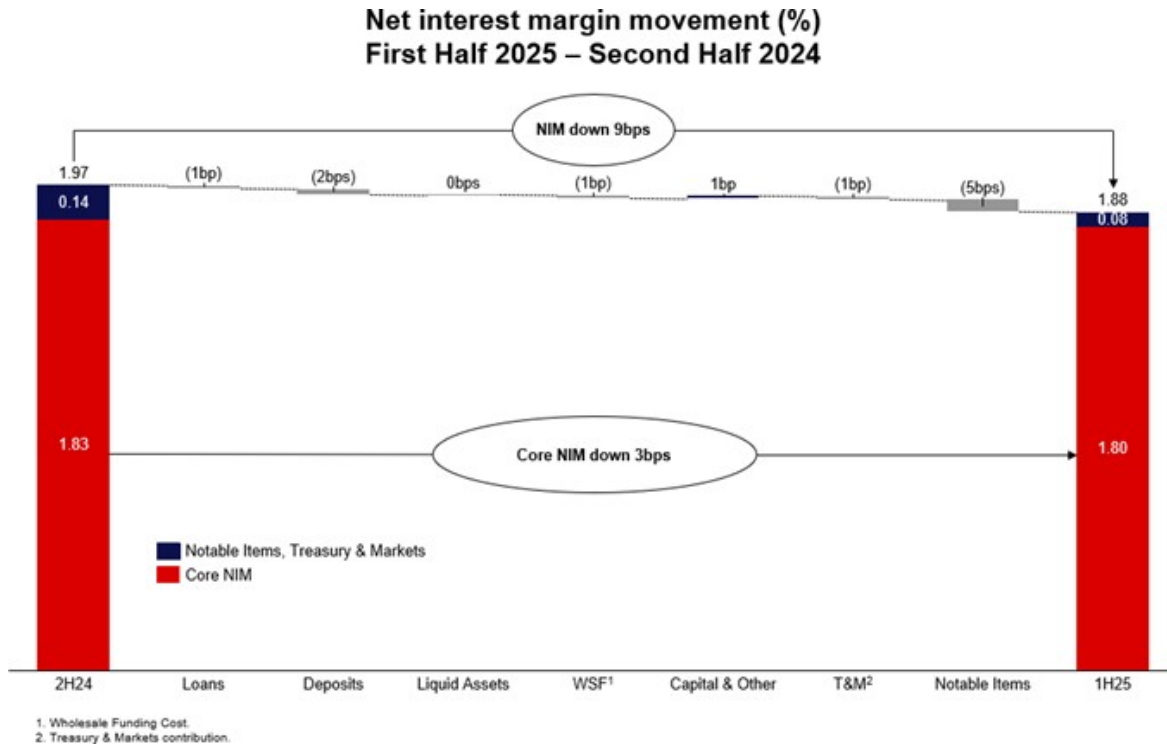 Net interest margin movement (%)
First Half 2025 – Second Half 2024
NIM down 9bps
1.97 (1bp) (2bps) 0bps (1bp) 1bp (1bp) (5bps) 1.88
0.14 0.08
1.83 Core NIM down 3bps 1.80
Notable Items, Treasury & Markets
Core NIM
2H24 Loans Deposits Liquid Assets WSF¹ Capital & Other T&M² Notable Items 1H25
1. Wholesale Funding Cost.
2. Treasury & Markets contribution.